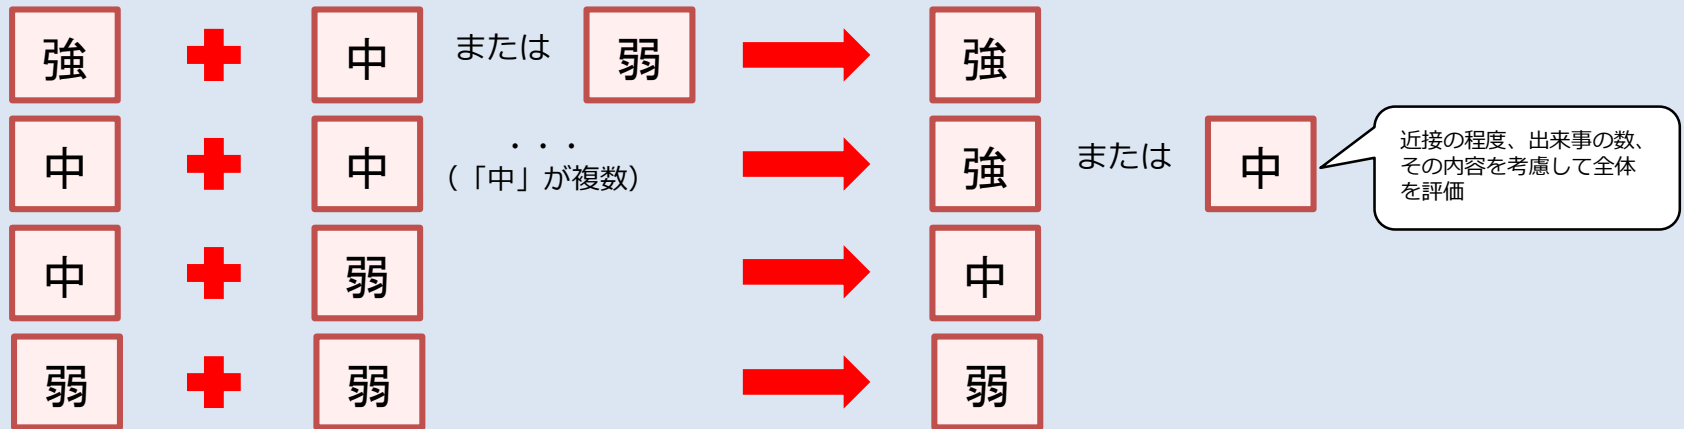 強 中 または 弱 強
中 中 ・・・ 強 または 中
(「中」が複数)
近接の程度、出来事の数、
その内容を考慮して全体
を評価
中 弱 中
弱 弱 弱